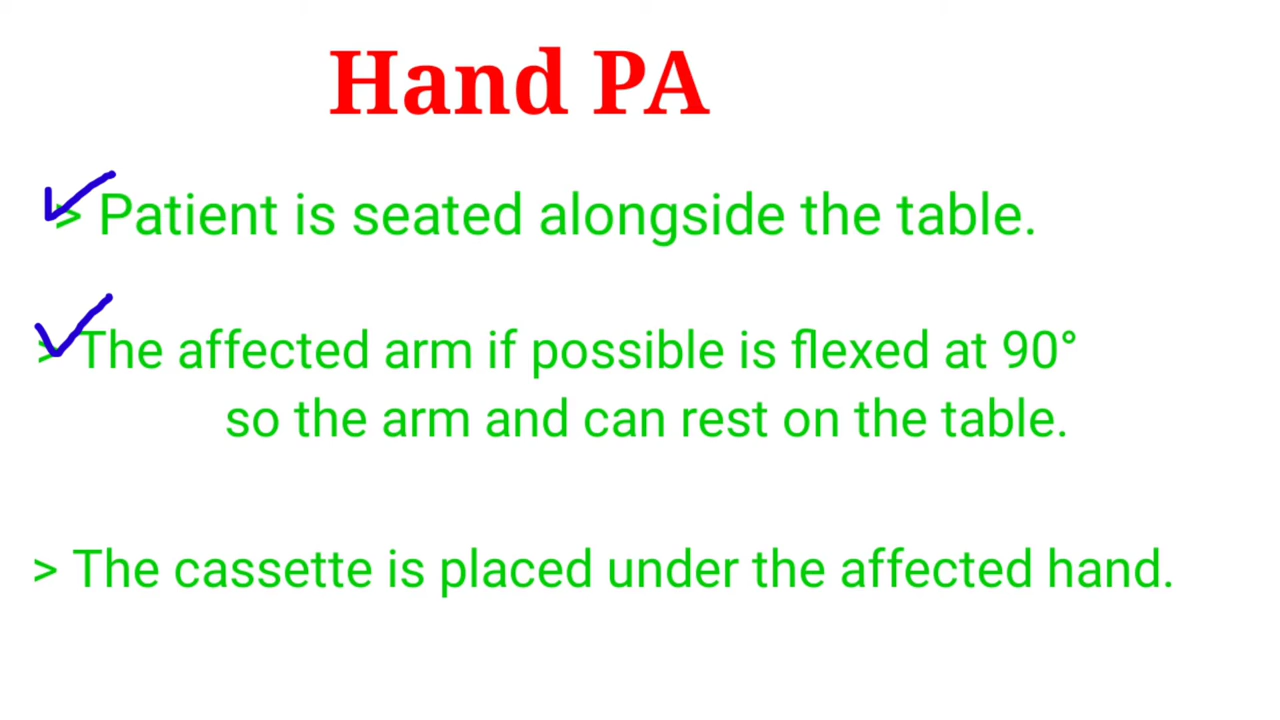 Hand PA
> Patient is seated alongside the table.
> The affected arm if possible is flexed at 90°
so the arm and can rest on the table.
> The cassette is placed under the affected hand.